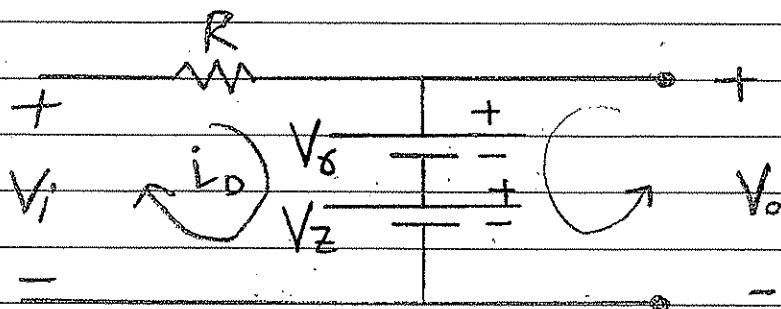 R
+ + +
Vi iD Vγ - Vo
+
VZ -
- -